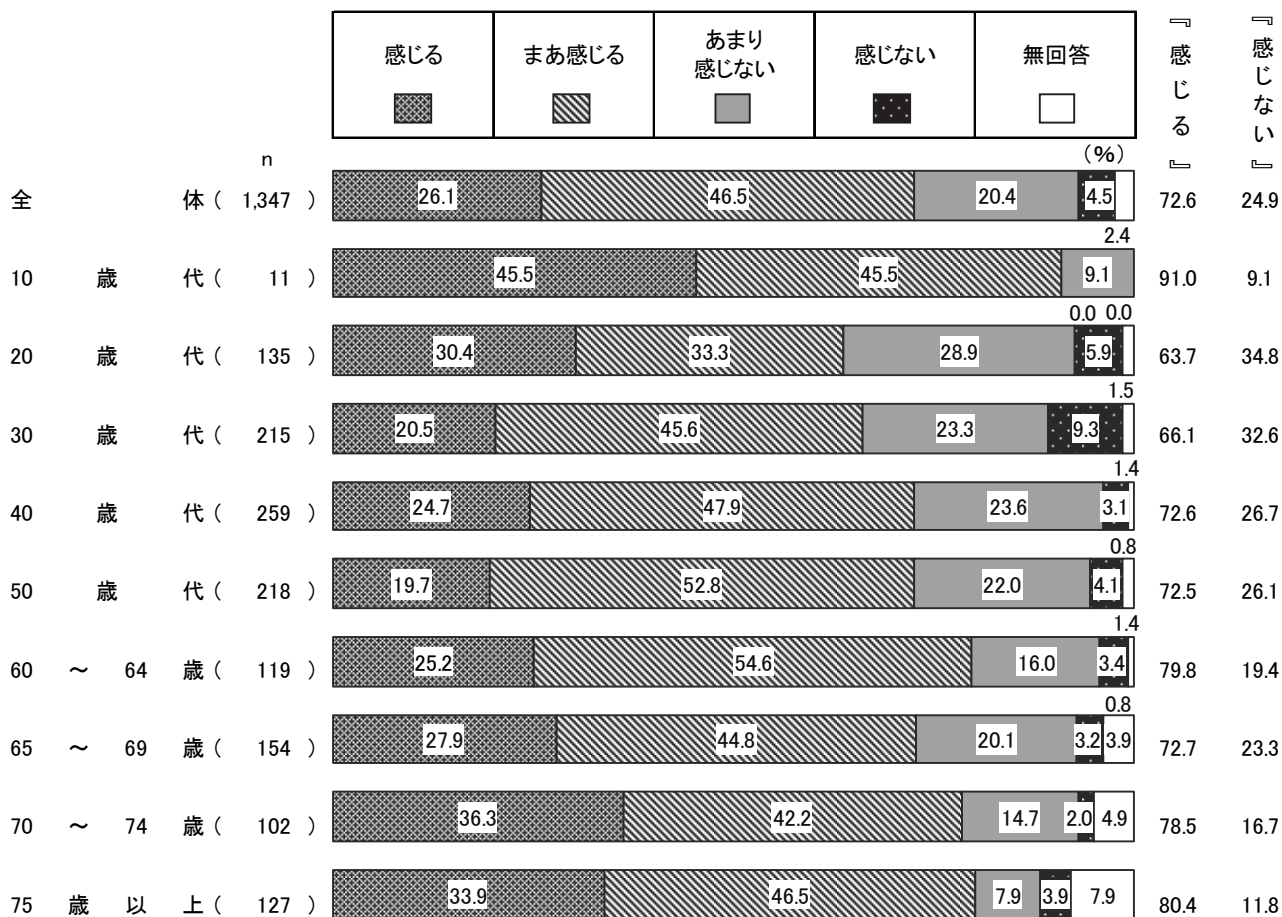 感じる まあ感じる あまり感じない 感じない 無回答 『感じる』 『感じない』
n (%)
全体 ( 1,347 ) 26.1 46.5 20.4 4.5 72.6 24.9
2.4
10歳代 ( 11 ) 45.5 45.5 9.1 91.0 9.1
0.0 0.0
20歳代 ( 135 ) 30.4 33.3 28.9 5.9 63.7 34.8
1.5
30歳代 ( 215 ) 20.5 45.6 23.3 9.3 66.1 32.6
1.4
40歳代 ( 259 ) 24.7 47.9 23.6 3.1 72.6 26.7
0.8
50歳代 ( 218 ) 19.7 52.8 22.0 4.1 72.5 26.1
1.4
60～64歳 ( 119 ) 25.2 54.6 16.0 3.4 79.8 19.4
0.8
65～69歳 ( 154 ) 27.9 44.8 20.1 3.2 3.9 72.7 23.3
70～74歳 ( 102 ) 36.3 42.2 14.7 2.0 4.9 78.5 16.7
75歳以上 ( 127 ) 33.9 46.5 7.9 3.9 7.9 80.4 11.8